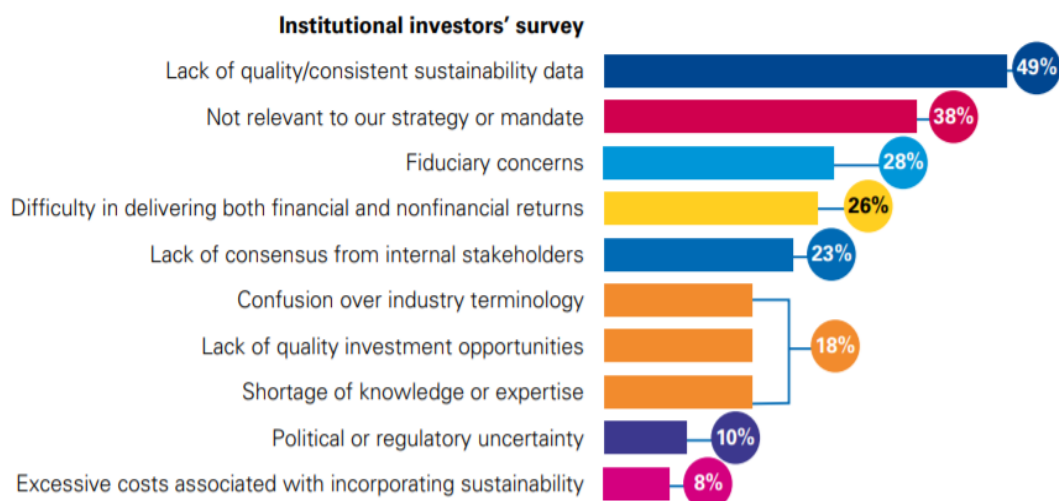 Institutional investors' survey
Lack of quality/consistent sustainability data 49%
Not relevant to our strategy or mandate 38%
Fiduciary concerns 28%
Difficulty in delivering both financial and nonfinancial returns 26%
Lack of consensus from internal stakeholders 23%
Confusion over industry terminology
Lack of quality investment opportunities 18%
Shortage of knowledge or expertise
Political or regulatory uncertainty 10%
Excessive costs associated with incorporating sustainability 8%